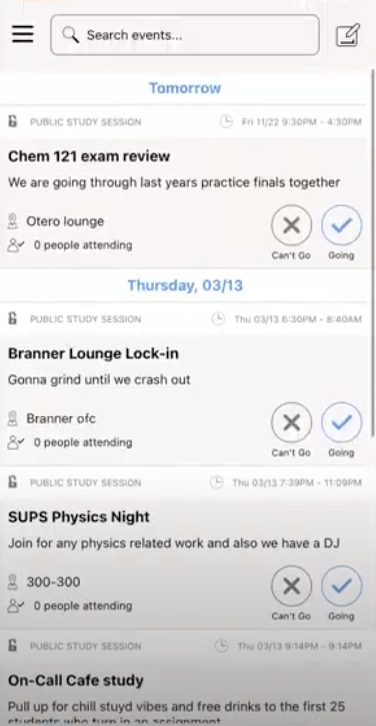 Search events...
Tomorrow
PUBLIC STUDY SESSION Fri 11/22 9:30PM - 4:30PM
Chem 121 exam review
We are going through last years practice finals together
Otero lounge
0 people attending
Can't Go Going
Thursday, 03/13
PUBLIC STUDY SESSION Thu 03/13 6:30PM - 8:40AM
Branner Lounge Lock-in
Gonna grind until we crash out
Branner ofc
0 people attending
Can't Go Going
PUBLIC STUDY SESSION Thu 03/13 7:39PM - 11:09PM
SUPS Physics Night
Join for any physics related work and also we have a DJ
300-300
0 people attending
Can't Go Going
PUBLIC STUDY SESSION Thu 03/13 9:14PM - 9:14PM
On-Call Cafe study
Pull up for chill stuyd vibes and free drinks to the first 25
students who turn in an assignment